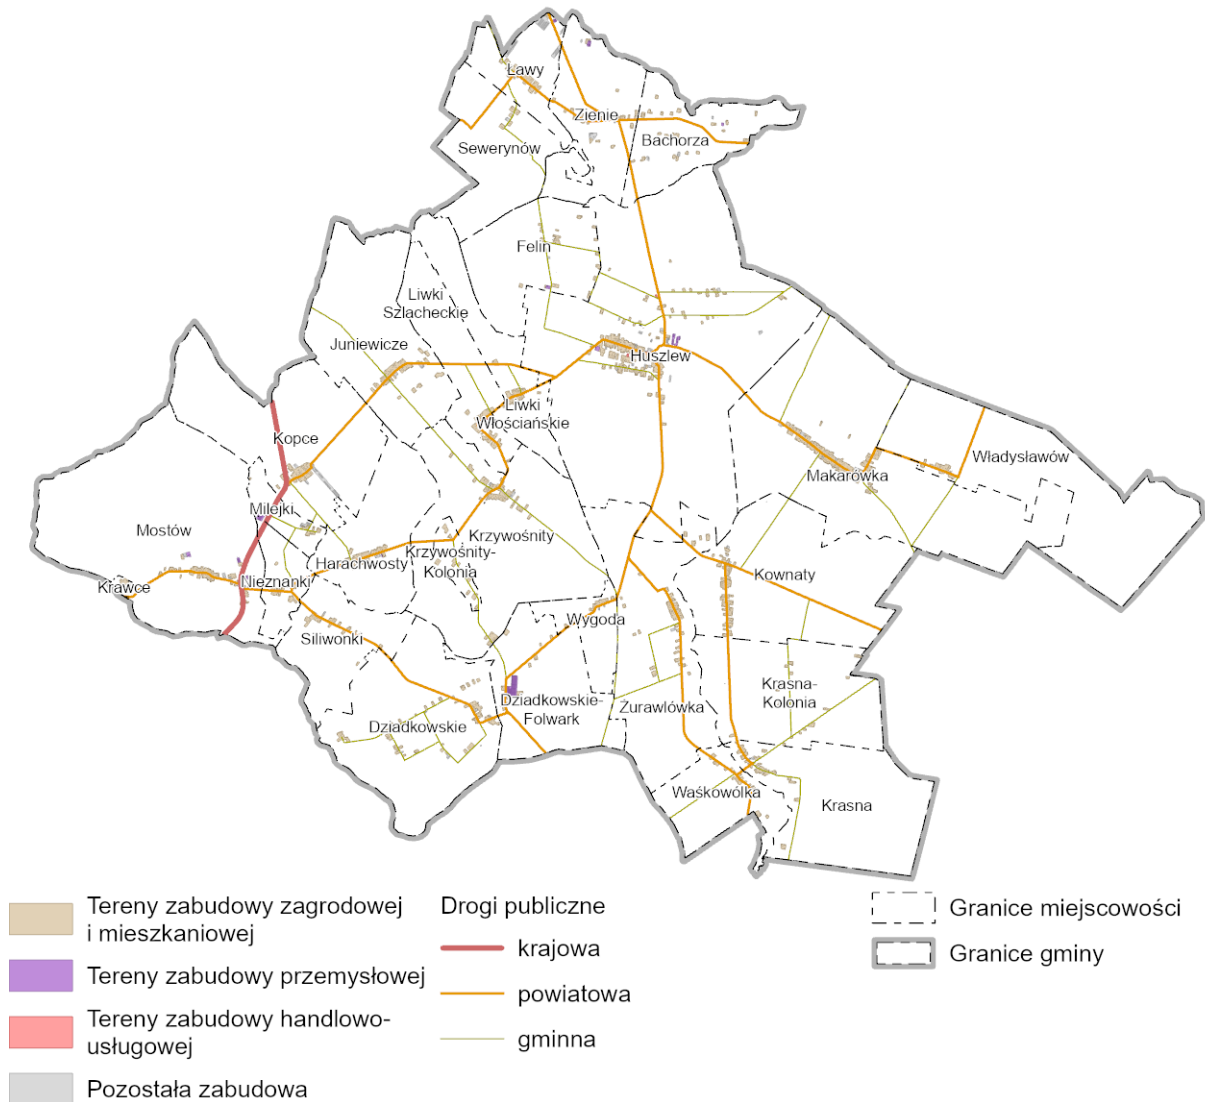 Ławy
Zienie
Bachorza
Sewerynów
Felin
Liwki
Szlacheckie
Juniewicze
Huszlew
Liwki
Włościańskie
Kopce
Władysławów
Makarówka
Milejki
Mostów
Krzywośnity
Harachwosty
Krzywośnity-
Kolonia
Kownaty
Krawce
Nieznanki
Wygoda
Siliwonki
Krasna-
Kolonia
Dziadkowskie-
Folwark
Żurawlówka
Dziadkowskie
Waśkowólka
Krasna
Tereny zabudowy zagrodowej
i mieszkaniowej
Tereny zabudowy przemysłowej
Tereny zabudowy handlowo-
usługowej
Pozostała zabudowa
Drogi publiczne
krajowa
powiatowa
gminna
Granice miejscowości
Granice gminy